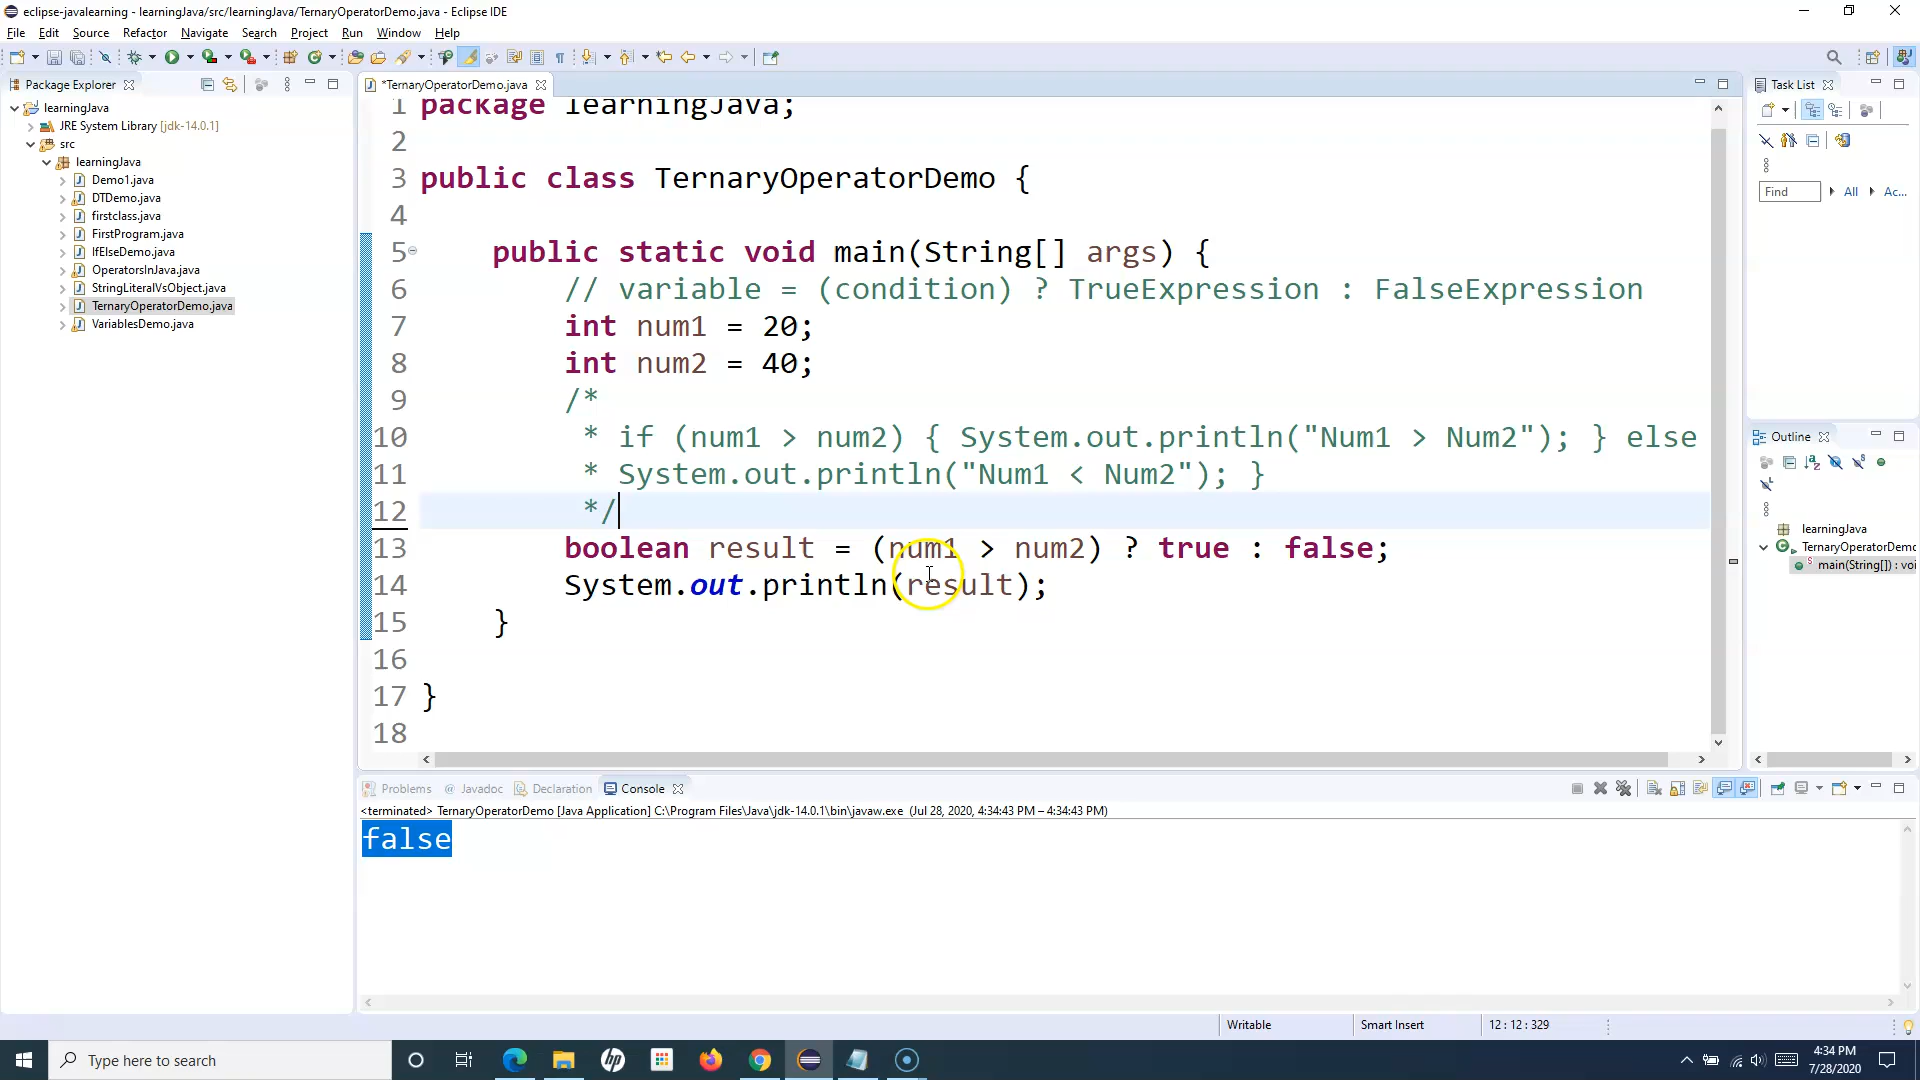 eclipse-javalearning - learningJava/src/learningJava/TernaryOperatorDemo.java - Eclipse IDE
File Edit Source Refactor Navigate Search Project Run Window Help
Package Explorer
*TernaryOperatorDemo.java
Task List
learningJava
JRE System Library [jdk-14.0.1]
src
learningJava
Demo1.java
DTDemo.java
firstclass.java
FirstProgram.java
IfElseDemo.java
OperatorsInJava.java
StringLiteralVsObject.java
TernaryOperatorDemo.java
VariablesDemo.java
1 package learningJava;
2
3 public class TernaryOperatorDemo {
4
5 public static void main(String[] args) {
6 // variable = (condition) ? TrueExpression : FalseExpression
7 int num1 = 20;
8 int num2 = 40;
9 /*
10 * if (num1 > num2) { System.out.println("Num1 > Num2"); } else
11 * System.out.println("Num1 < Num2"); }
12 */
13 boolean result = (num1 > num2) ? true : false;
14 System.out.println(result);
15 }
16
17 }
18
Find All Ac...
Outline
learningJava
TernaryOperatorDemo
main(String[]) : voi
Problems @ Javadoc Declaration Console
<terminated> TernaryOperatorDemo [Java Application] C:\Program Files\Java\jdk-14.0.1\bin\javaw.exe (Jul 28, 2020, 4:34:43 PM – 4:34:43 PM)
false
Writable Smart Insert 12 : 12 : 329
Type here to search
4:34 PM
7/28/2020